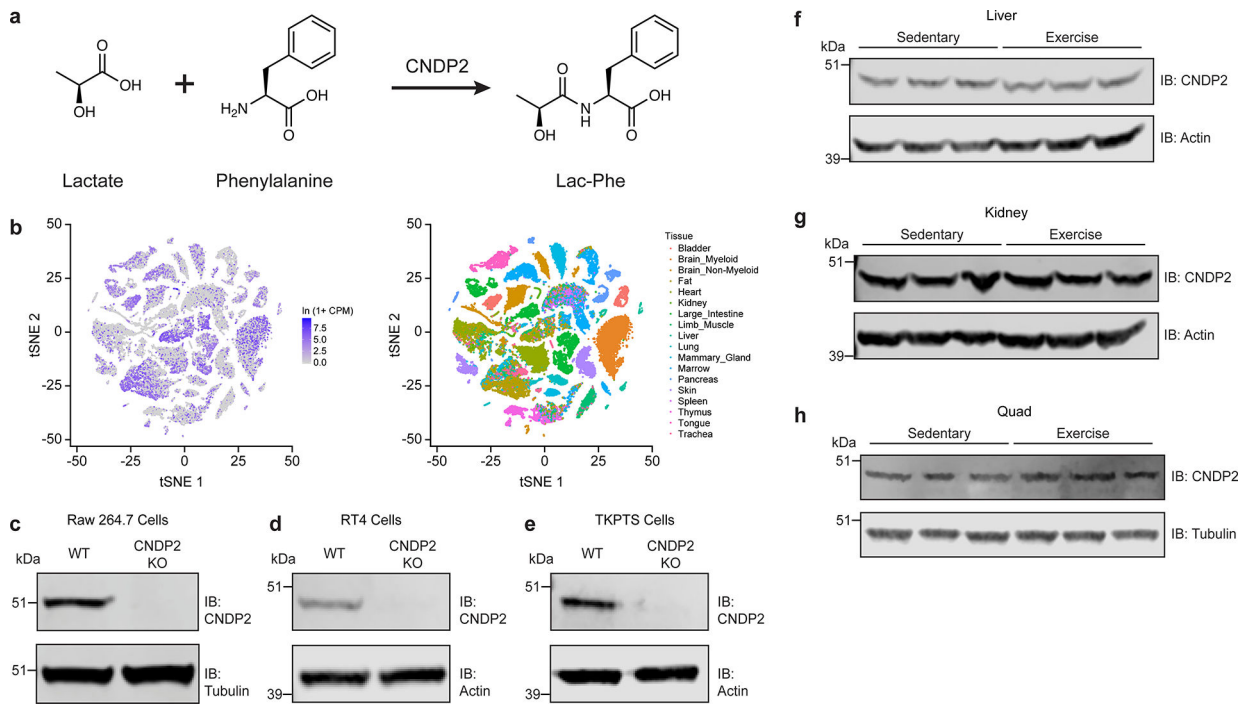 a
O
OH
OH
Lactate
+
H₂N
OH
O
Phenylalanine
CNDP2
O
OH
N
H
OH
O
Lac-Phe
b
tSNE 2
50
25
0
-25
-50
-50
-25
0
25
50
tSNE 1
ln (1+ CPM)
7.5
5.0
2.5
0.0
tSNE 2
50
25
0
-25
-50
-50
-25
0
25
50
tSNE 1
Tissue
Bladder
Brain_Myeloid
Brain_Non-Myeloid
Fat
Heart
Kidney
Large_Intestine
Limb_Muscle
Liver
Lung
Mammary_Gland
Marrow
Pancreas
Skin
Spleen
Thymus
Tongue
Trachea
c
Raw 264.7 Cells
kDa
WT
CNDP2
KO
51
IB:
CNDP2
51
IB:
Tubulin
d
RT4 Cells
kDa
WT
CNDP2
KO
51
IB:
CNDP2
39
IB:
Actin
e
TKPTS Cells
kDa
WT
CNDP2
KO
51
IB:
CNDP2
39
IB:
Actin
f
Liver
kDa
Sedentary
Exercise
51
IB: CNDP2
IB: Actin
39
g
Kidney
kDa
Sedentary
Exercise
51
IB: CNDP2
IB: Actin
39
h
Quad
kDa
Sedentary
Exercise
51
IB: CNDP2
51
IB: Tubulin